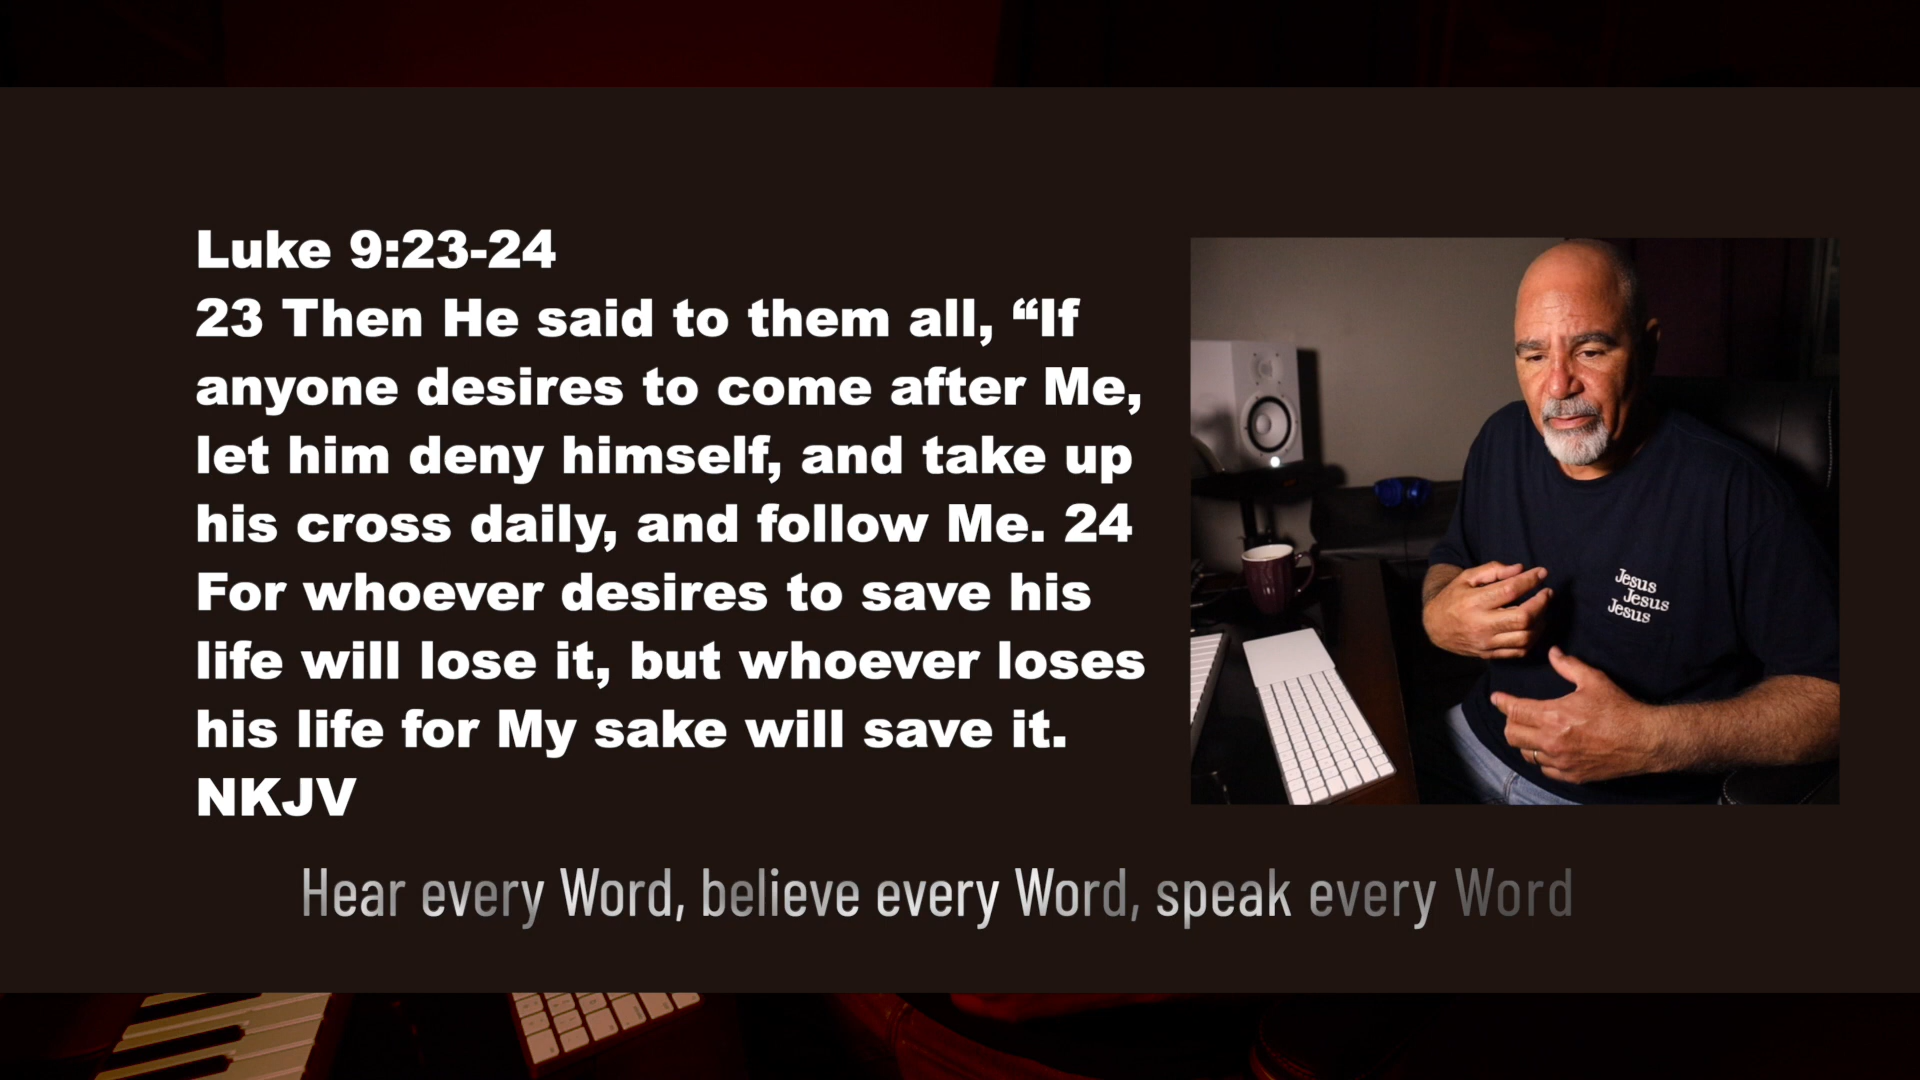 Luke 9:23-24
23 Then He said to them all, “If
anyone desires to come after Me,
let him deny himself, and take up
his cross daily, and follow Me. 24
For whoever desires to save his
life will lose it, but whoever loses
his life for My sake will save it.
NKJV
Jesus
Jesus
Jesus
Hear every Word, believe every Word, speak every Word